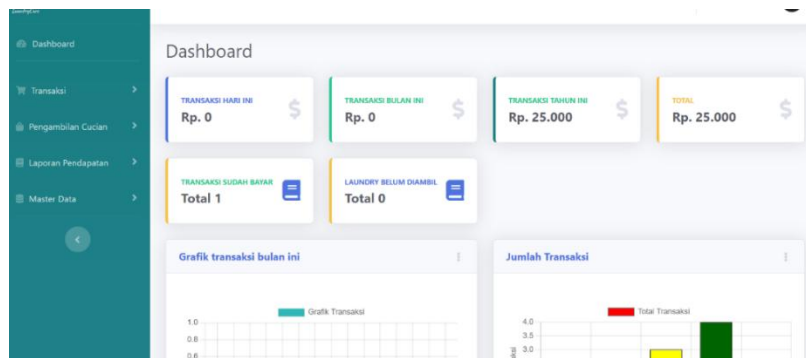 Dashboard
Dashboard
Transaksi
Pengambilan Cucian
Laporan Pendapatan
Master Data
TRANSAKSI HARI INI
Rp. 0
TRANSAKSI BULAN INI
Rp. 0
TRANSAKSI TAHUN INI
Rp. 25.000
TOTAL
Rp. 25.000
TRANSAKSI SUDAH BAYAR
Total 1
LAUNDRY BELUM DIAMBIL
Total 0
Grafik transaksi bulan ini
Grafik Transaksi
1.0
0.8
0.6
Jumlah Transaksi
Total Transaksi
4.0
3.5
3.0